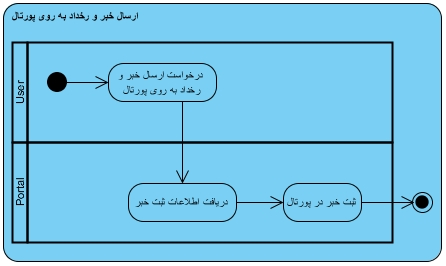 ارسال خبر و رخداد به روی پورتال
User
درخواست ارسال خبر و
رخداد به روی پورتال
Portal
دریافت اطلاعات ثبت خبر
ثبت خبر در پورتال